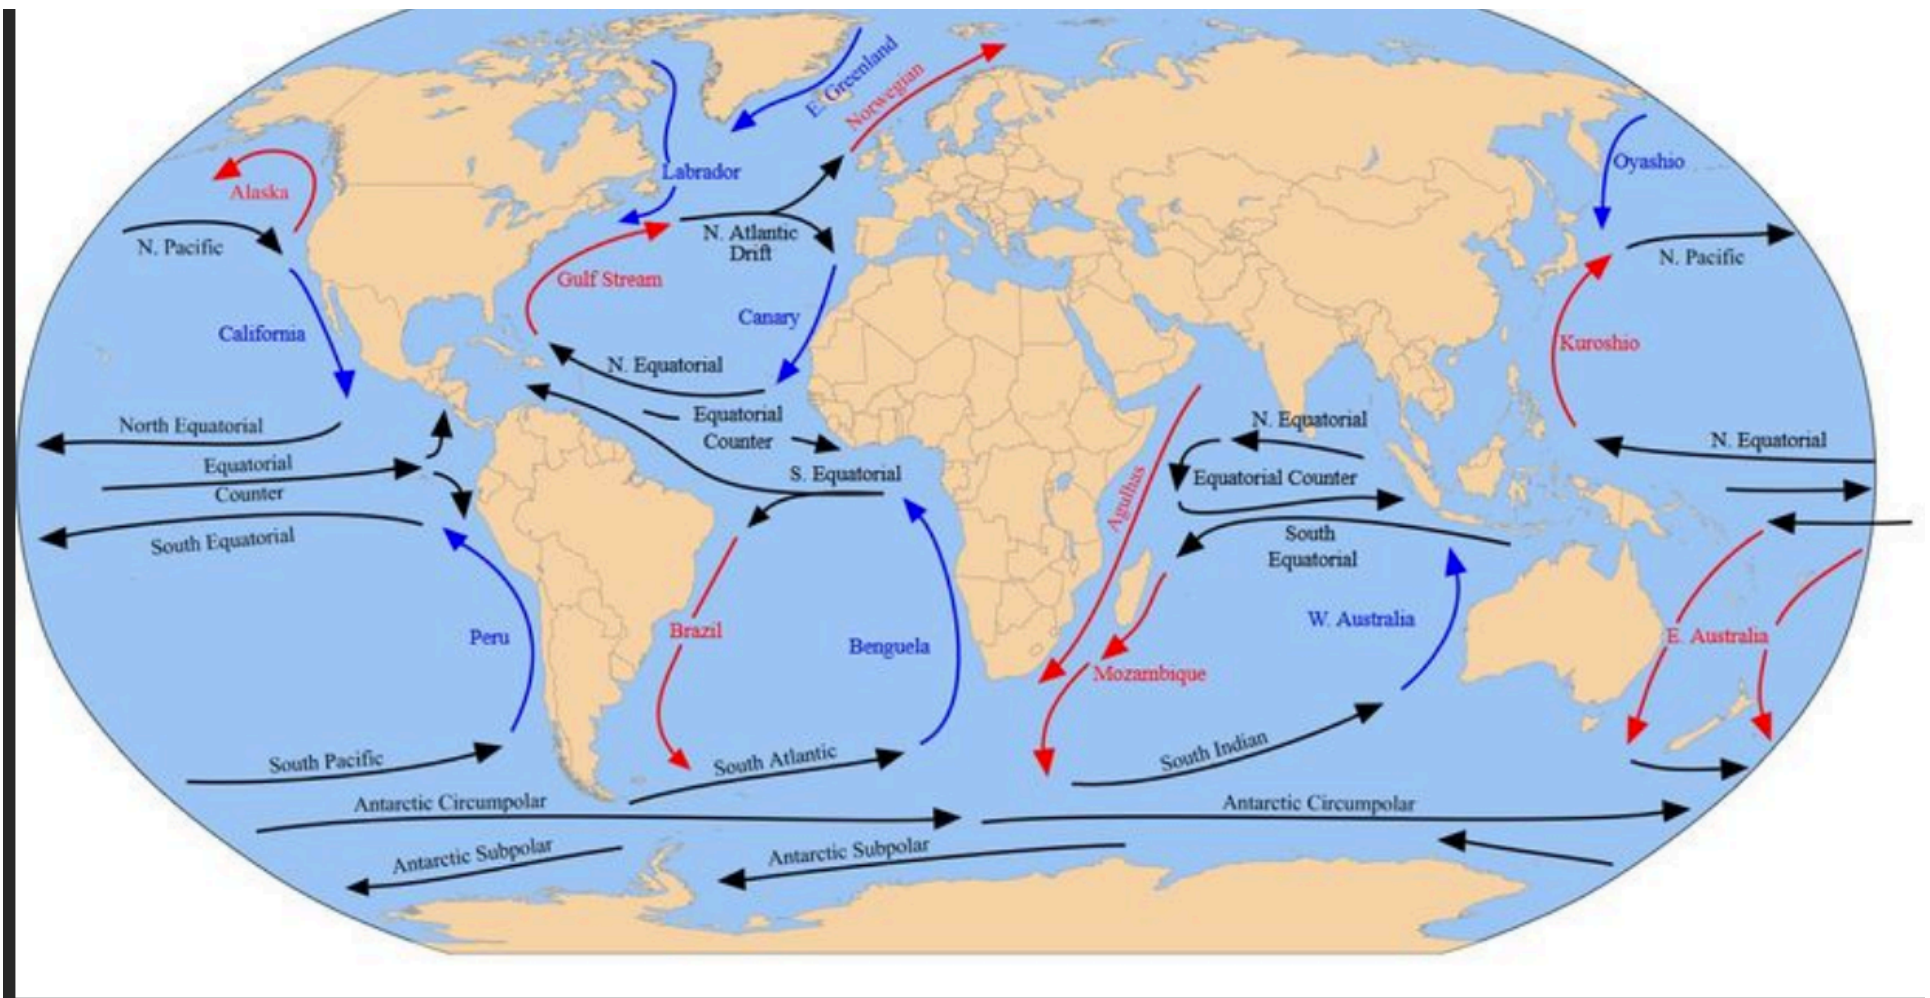 E. Greenland
Norwegian
Labrador
Oyashio
Alaska
N. Pacific
N. Atlantic
Drift
N. Pacific
Gulf Stream
California
Canary
Kuroshio
N. Equatorial
North Equatorial
Equatorial
Counter
N. Equatorial
N. Equatorial
Equatorial
Counter
S. Equatorial
Agulhas
Equatorial Counter
South Equatorial
South
Equatorial
Peru
Brazil
Benguela
W. Australia
E. Australia
Mozambique
South Pacific
South Atlantic
South Indian
Antarctic Circumpolar
Antarctic Circumpolar
Antarctic Subpolar
Antarctic Subpolar